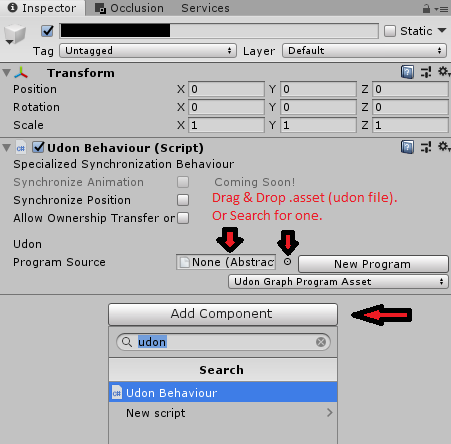 Inspector Occlusion Services
Static
Tag Untagged Layer Default
Transform
Position X 0 Y 0 Z 0
Rotation X 0 Y 0 Z 0
Scale X 1 Y 1 Z 1
Udon Behaviour (Script)
Specialized Synchronization Behaviour
Synchronize Animation Coming Soon!
Synchronize Position Drag & Drop .asset (udon file).
Allow Ownership Transfer or Or Search for one.
Udon
Program Source None (Abstrac New Program
Udon Graph Program Asset
Add Component
udon
Search
Udon Behaviour
New script